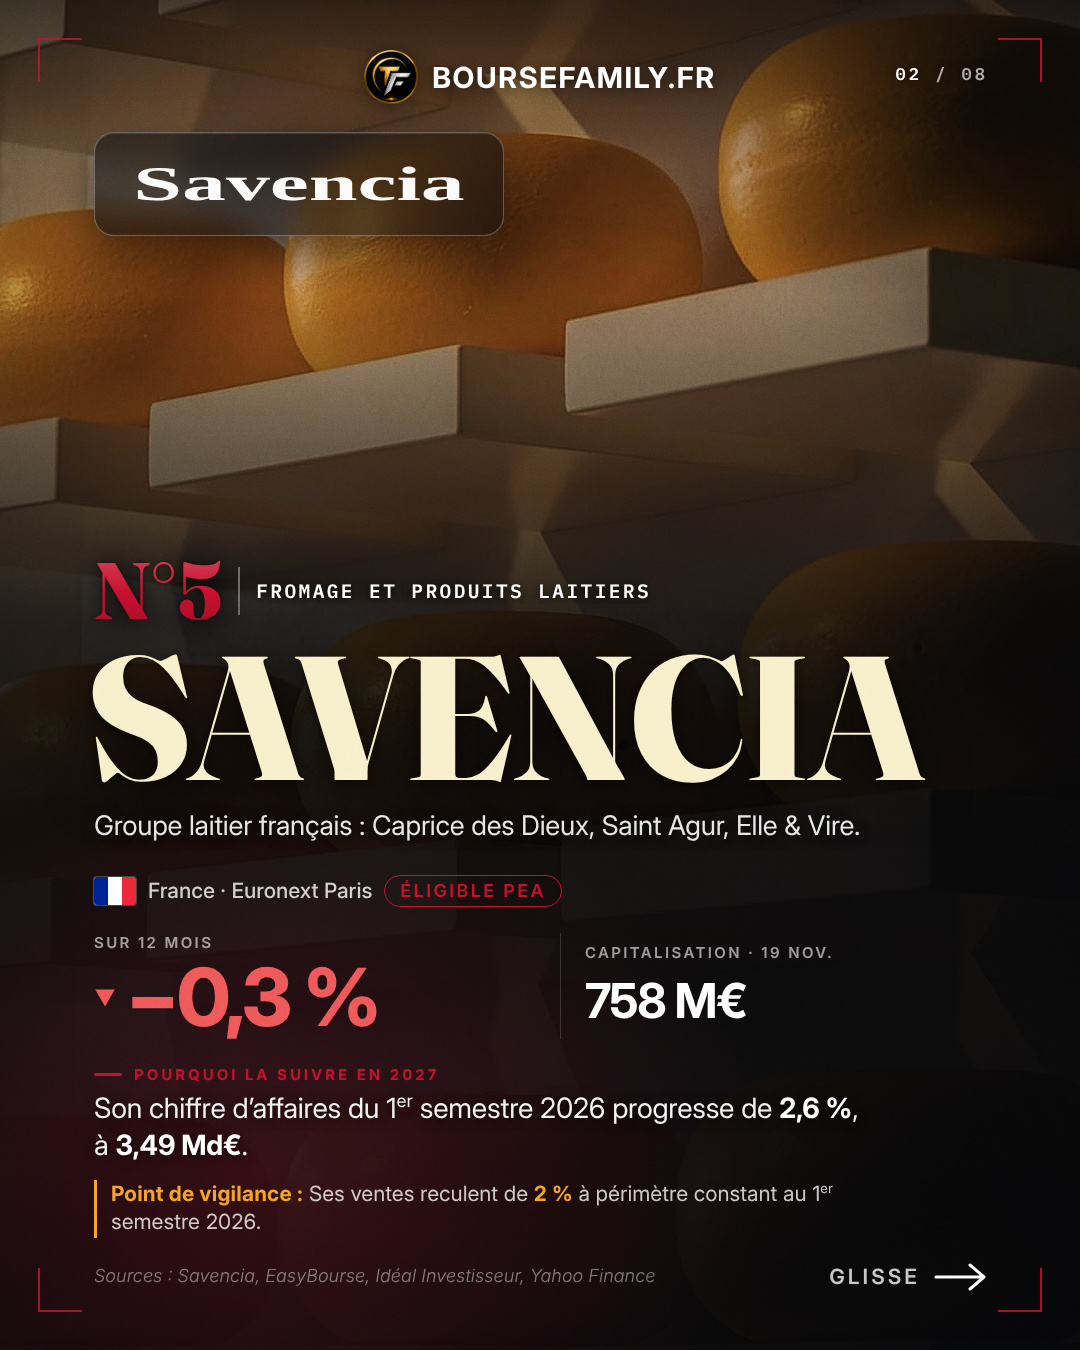 BOURSEFAMILY.FR
02 / 08
Savencia
N°5
FROMAGE ET PRODUITS LAITIERS
SAVENCIA
Groupe laitier français : Caprice des Dieux, Saint Agur, Elle & Vire.
France · Euronext Paris
ÉLIGIBLE PEA
SUR 12 MOIS
▼ −0,3 %
CAPITALISATION · 19 NOV.
758 M€
POURQUOI LA SUIVRE EN 2027
Son chiffre d’affaires du 1er semestre 2026 progresse de 2,6 %,
à 3,49 Md€.
Point de vigilance : Ses ventes reculent de 2 % à périmètre constant au 1er
semestre 2026.
Sources : Savencia, EasyBourse, Idéal Investisseur, Yahoo Finance
GLISSE →